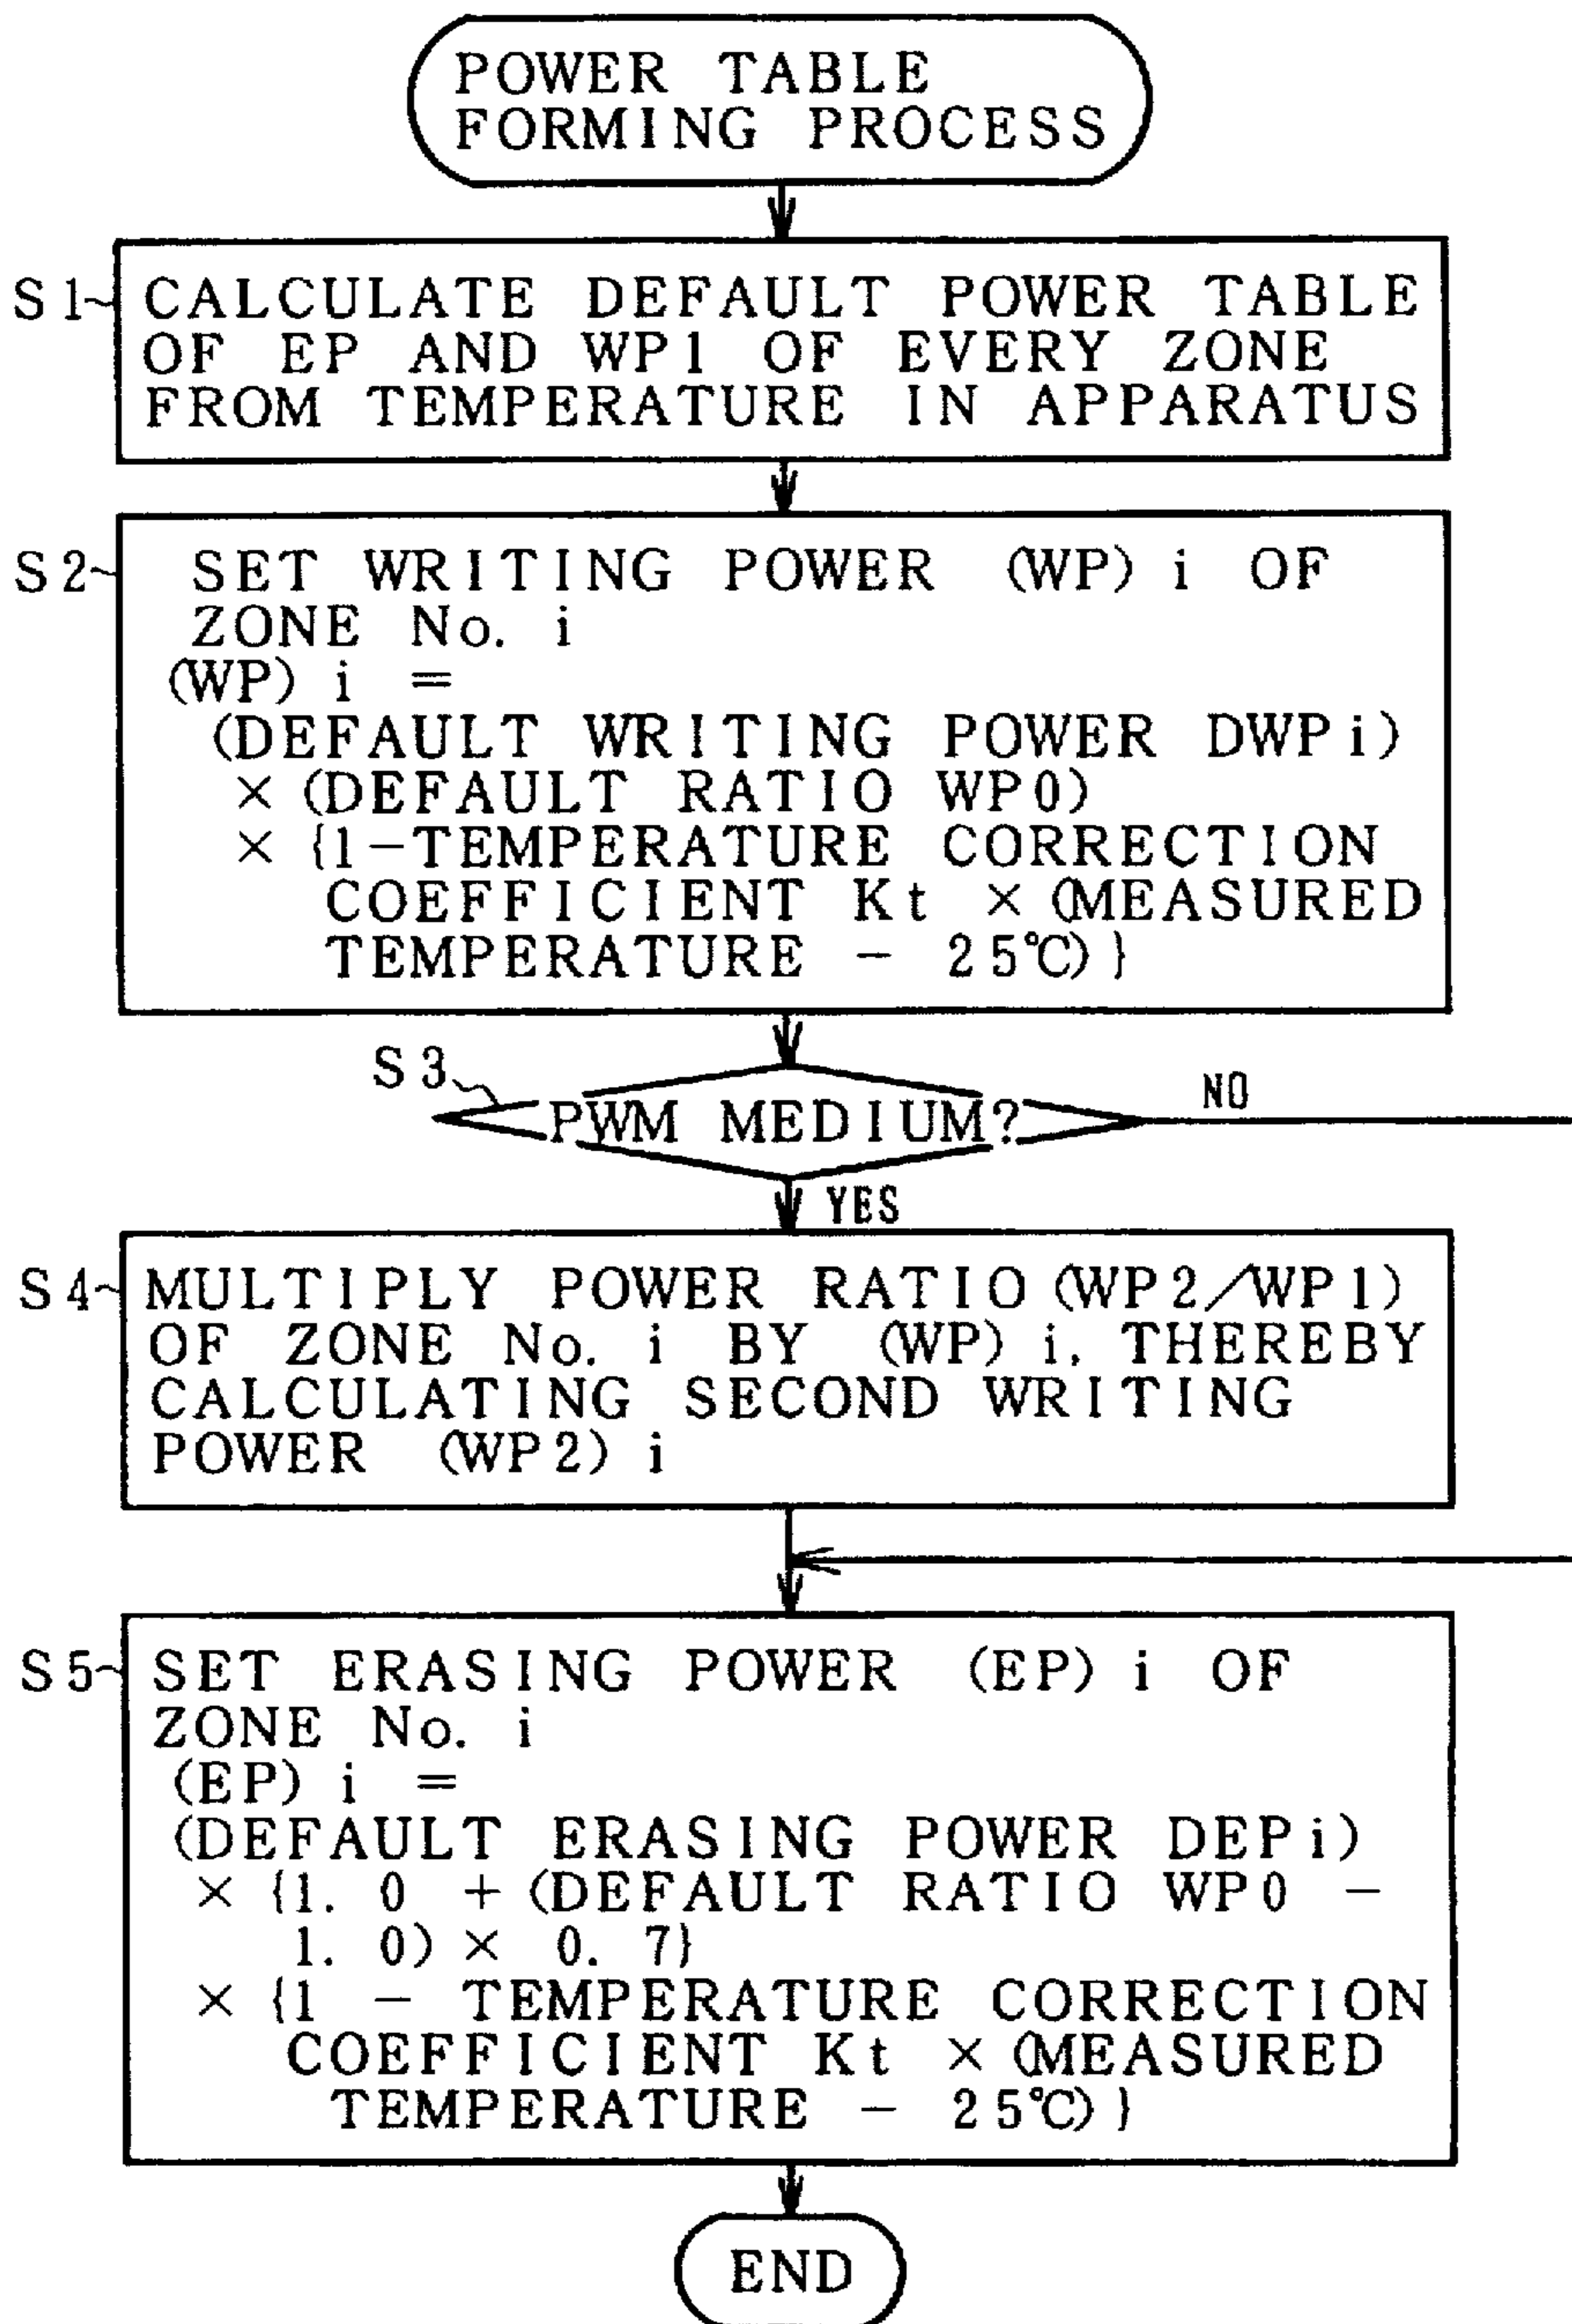 POWER TABLE
FORMING PROCESS
S1
CALCULATE DEFAULT POWER TABLE
OF EP AND WP1 OF EVERY ZONE
FROM TEMPERATURE IN APPARATUS
S2
SET WRITING POWER (WP) i OF
ZONE No. i
(WP) i =
(DEFAULT WRITING POWER DWPi)
× (DEFAULT RATIO WP0)
× {1-TEMPERATURE CORRECTION
COEFFICIENT Kt × (MEASURED
TEMPERATURE - 25℃)}
S3
PWM MEDIUM?
NO
YES
S4
MULTIPLY POWER RATIO (WP2/WP1)
OF ZONE No. i BY (WP) i, THEREBY
CALCULATING SECOND WRITING
POWER (WP2) i
S5
SET ERASING POWER (EP) i OF
ZONE No. i
(EP) i =
(DEFAULT ERASING POWER DEPi)
× {1. 0 + (DEFAULT RATIO WP0 -
1. 0) × 0. 7}
× {1 - TEMPERATURE CORRECTION
COEFFICIENT Kt × (MEASURED
TEMPERATURE - 25℃)}
END